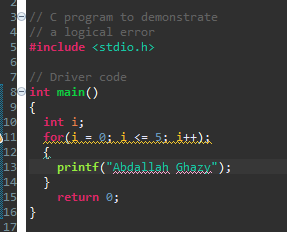 2
3 // C program to demonstrate
4 // a logical error
5 #include <stdio.h>
6
7 // Driver code
8 int main()
9 {
10 int i;
11 for(i = 0; i <= 5; i++);
12 {
13 printf("Abdallah Ghazy");
14 }
15 return 0;
16 }
17